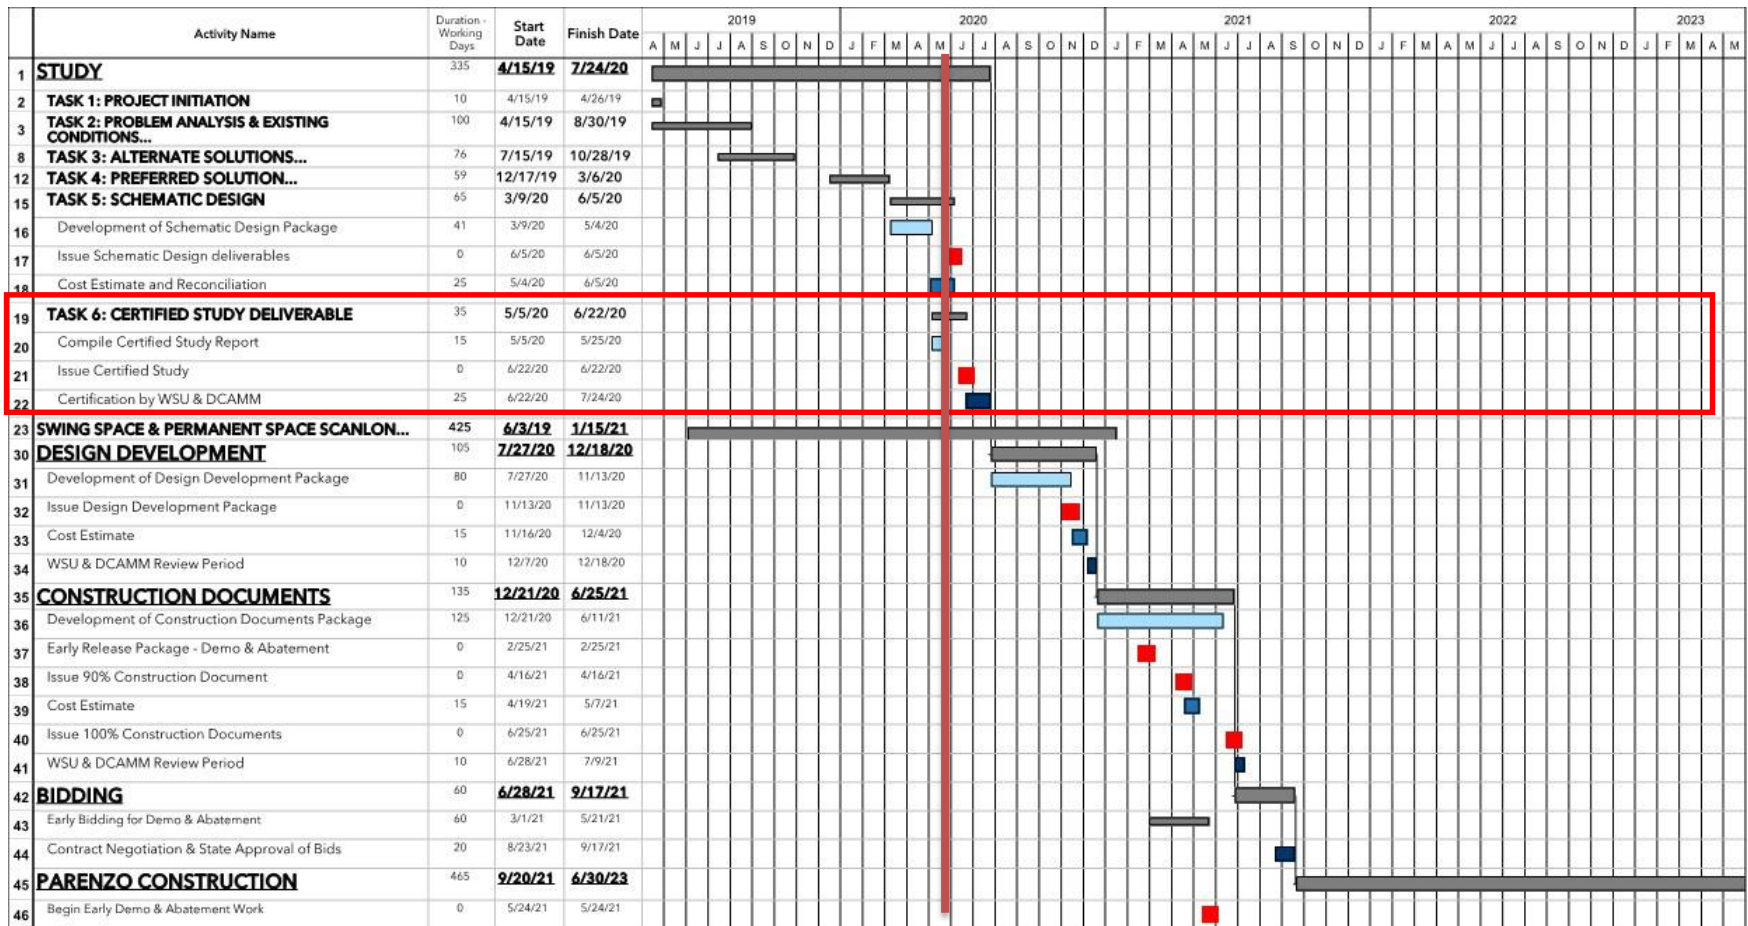 Activity Name Duration - Working Days Start Date Finish Date 2019 2020 2021 2022 2023
A M J J A S O N D J F M A M J J A S O N D J F M A M J J A S O N D J F M A M J J A S O N D J F M A M
1 STUDY 335 4/15/19 7/24/20
2 TASK 1: PROJECT INITIATION 10 4/15/19 4/26/19
3 TASK 2: PROBLEM ANALYSIS & EXISTING CONDITIONS... 100 4/15/19 8/30/19
8 TASK 3: ALTERNATE SOLUTIONS... 76 7/15/19 10/28/19
12 TASK 4: PREFERRED SOLUTION... 59 12/17/19 3/6/20
15 TASK 5: SCHEMATIC DESIGN 65 3/9/20 6/5/20
16 Development of Schematic Design Package 41 3/9/20 5/4/20
17 Issue Schematic Design deliverables 0 6/5/20 6/5/20
18 Cost Estimate and Reconciliation 25 5/4/20 6/5/20
19 TASK 6: CERTIFIED STUDY DELIVERABLE 35 5/5/20 6/22/20
20 Compile Certified Study Report 15 5/5/20 5/25/20
21 Issue Certified Study 0 6/22/20 6/22/20
22 Certification by WSU & DCAMM 25 6/22/20 7/24/20
23 SWING SPACE & PERMANENT SPACE SCANLON... 425 6/3/19 1/15/21
30 DESIGN DEVELOPMENT 105 7/27/20 12/18/20
31 Development of Design Development Package 80 7/27/20 11/13/20
32 Issue Design Development Package 0 11/13/20 11/13/20
33 Cost Estimate 15 11/16/20 12/4/20
34 WSU & DCAMM Review Period 10 12/7/20 12/18/20
35 CONSTRUCTION DOCUMENTS 135 12/21/20 6/25/21
36 Development of Construction Documents Package 125 12/21/20 6/11/21
37 Early Release Package - Demo & Abatement 0 2/25/21 2/25/21
38 Issue 90% Construction Document 0 4/16/21 4/16/21
39 Cost Estimate 15 4/19/21 5/7/21
40 Issue 100% Construction Documents 0 6/25/21 6/25/21
41 WSU & DCAMM Review Period 10 6/28/21 7/9/21
42 BIDDING 60 6/28/21 9/17/21
43 Early Bidding for Demo & Abatement 60 3/1/21 5/21/21
44 Contract Negotiation & State Approval of Bids 20 8/23/21 9/17/21
45 PARENZO CONSTRUCTION 465 9/20/21 6/30/23
46 Begin Early Demo & Abatement Work 0 5/24/21 5/24/21